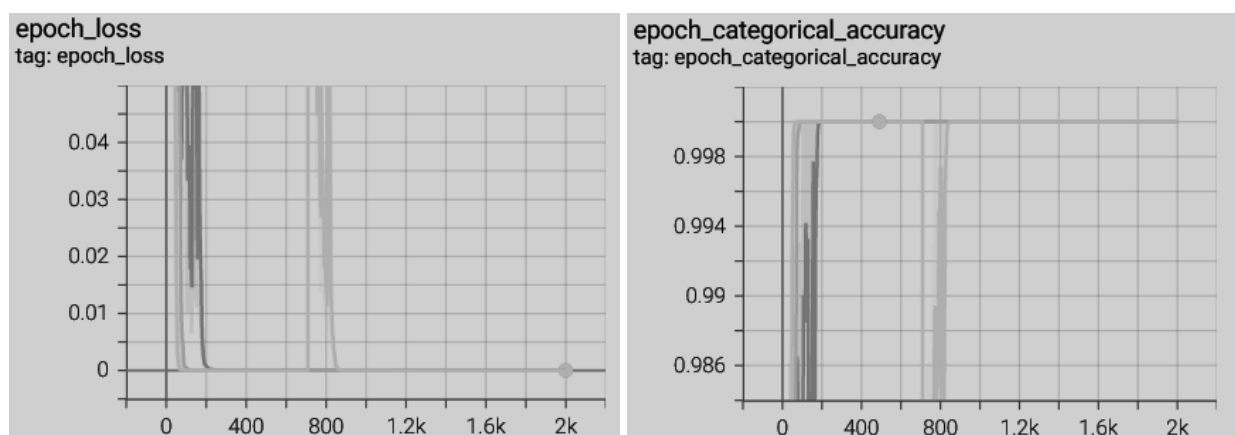 epoch_loss
tag: epoch_loss
0.04
0.03
0.02
0.01
0
0 400 800 1.2k 1.6k 2k
epoch_categorical_accuracy
tag: epoch_categorical_accuracy
0.998
0.994
0.99
0.986
0 400 800 1.2k 1.6k 2k